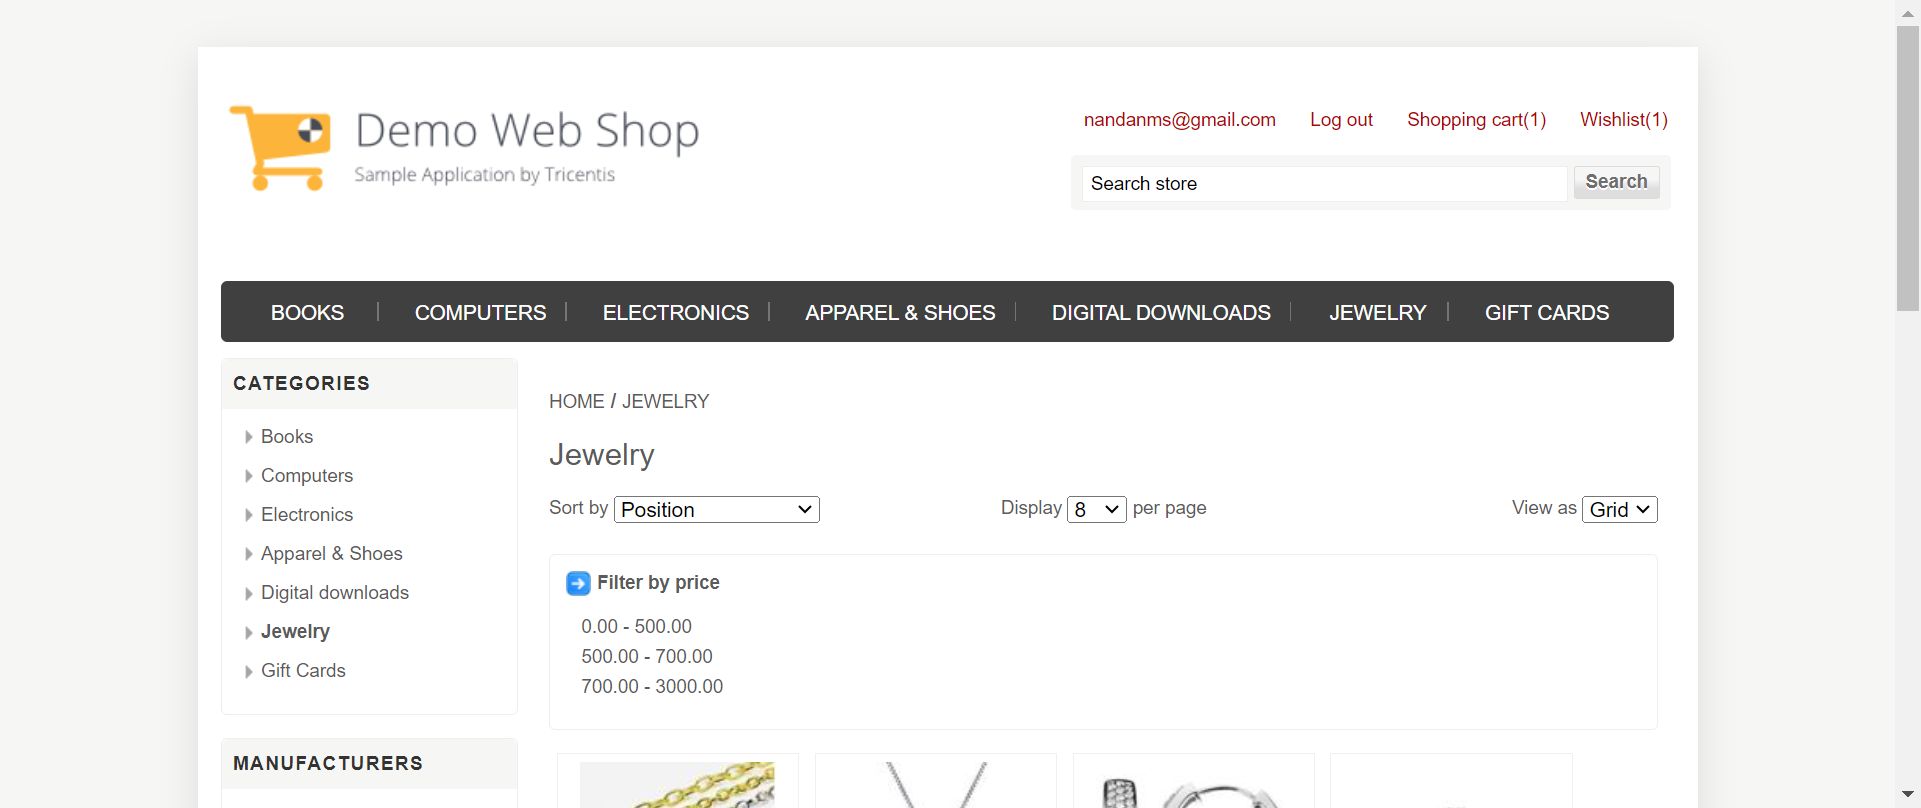 Demo Web Shop
Sample Application by Tricentis
nandanms@gmail.com Log out Shopping cart(1) Wishlist(1)
Search store Search
BOOKS COMPUTERS ELECTRONICS APPAREL & SHOES DIGITAL DOWNLOADS JEWELRY GIFT CARDS
CATEGORIES
Books
Computers
Electronics
Apparel & Shoes
Digital downloads
Jewelry
Gift Cards
MANUFACTURERS
HOME / JEWELRY
Jewelry
Sort by Position Display 8 per page View as Grid
Filter by price
0.00 - 500.00
500.00 - 700.00
700.00 - 3000.00